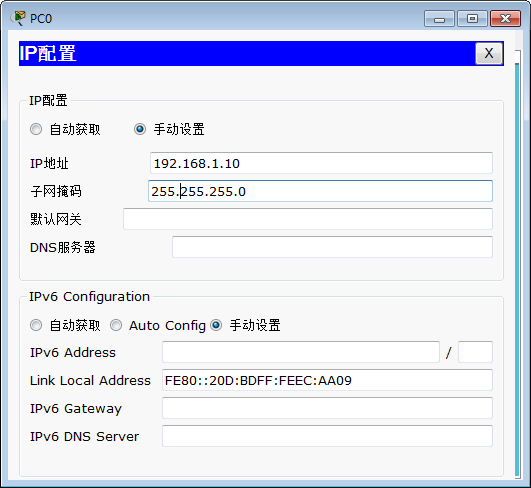 PC0
IP配置
X
IP配置
自动获取 手动设置
IP地址 192.168.1.10
子网掩码 255.255.255.0
默认网关
DNS服务器
IPv6 Configuration
自动获取 Auto Config 手动设置
IPv6 Address /
Link Local Address FE80::20D:BDFF:FEEC:AA09
IPv6 Gateway
IPv6 DNS Server